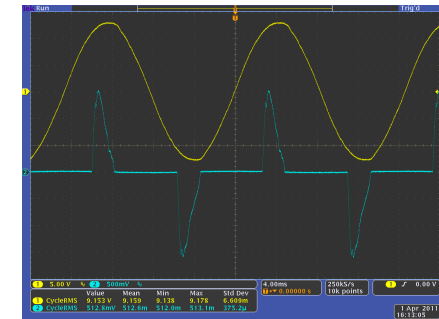 Run
Trig'd
1
2
1 5.00 V 2 500mV
Value Mean Min Max Std Dev
1 CycleRMS 9.153 V 9.159 9.138 9.178 6.609m
2 CycleRMS 512.8mV 512.8m 512.0m 513.1m 375.2µ
4.00ms
0.00000 s
250kS/s
10k points
1 0.00 V
1 Apr 2011
16:13:05